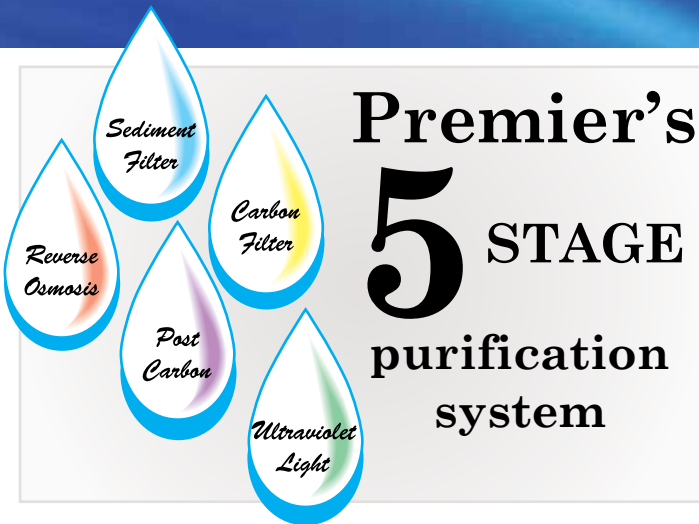 Sediment
Filter
Carbon
Filter
Reverse
Osmosis
Post
Carbon
Ultraviolet
Light
Premier's
5 STAGE
purification
system